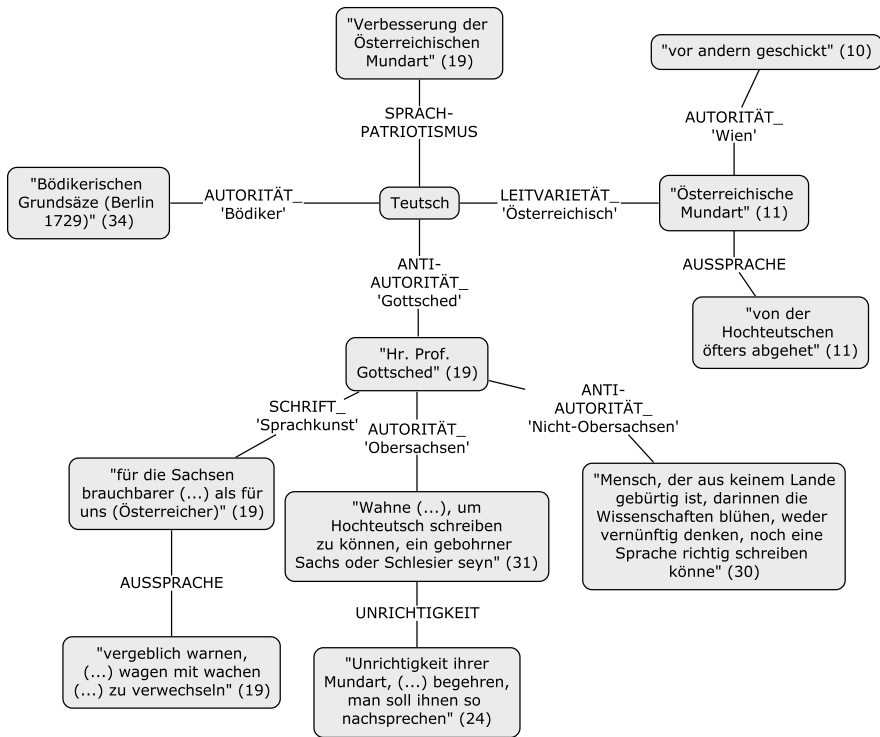 "Verbesserung der
Österreichischen
Mundart" (19)
"vor andern geschickt" (10)
SPRACH-
PATRIOTISMUS
AUTORITÄT_
'Wien'
"Bödikerischen
Grundsäze (Berlin
1729)" (34)
AUTORITÄT_
'Bödiker'
Teutsch
LEITVARIETÄT_
'Österreichisch'
"Österreichische
Mundart" (11)
ANTI-
AUTORITÄT_
'Gottsched'
AUSSPRACHE
"von der
Hochteutschen
öfters abgehet" (11)
"Hr. Prof.
Gottsched" (19)
SCHRIFT_
'Sprachkunst'
AUTORITÄT_
'Obersachsen'
ANTI-
AUTORITÄT_
'Nicht-Obersachsen'
"für die Sachsen
brauchbarer (...) als für
uns (Österreicher)" (19)
"Wahne (...), um
Hochteutsch schreiben
zu können, ein gebohrner
Sachs oder Schlesier seyn" (31)
"Mensch, der aus keinem Lande
gebürtig ist, darinnen die
Wissenschaften blühen, weder
vernünftig denken, noch eine
Sprache richtig schreiben
könne" (30)
AUSSPRACHE
UNRICHTIGKEIT
"vergeblich warnen,
(...) wagen mit wachen
(...) zu verwechseln" (19)
"Unrichtigkeit ihrer
Mundart, (...) begehren,
man soll ihnen so
nachsprechen" (24)